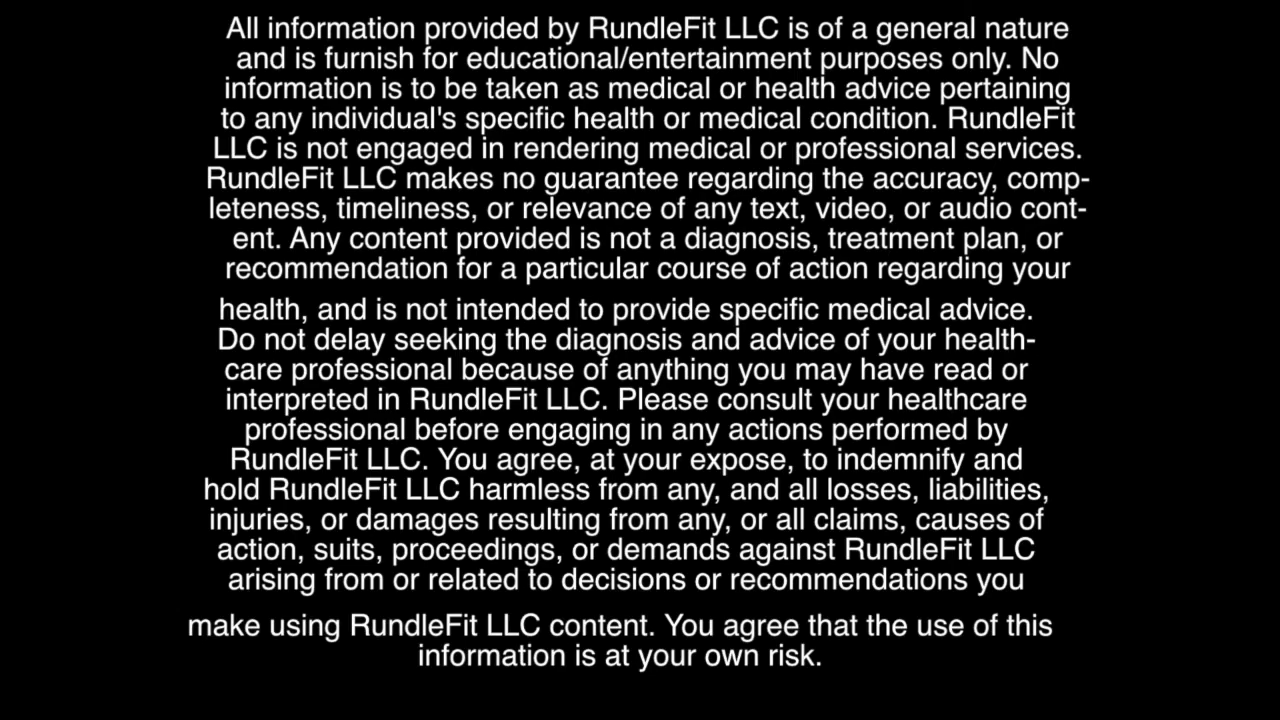 All information provided by RundleFit LLC is of a general nature
and is furnish for educational/entertainment purposes only. No
information is to be taken as medical or health advice pertaining
to any individual's specific health or medical condition. RundleFit
LLC is not engaged in rendering medical or professional services.
RundleFit LLC makes no guarantee regarding the accuracy, comp-
leteness, timeliness, or relevance of any text, video, or audio cont-
ent. Any content provided is not a diagnosis, treatment plan, or
recommendation for a particular course of action regarding your
health, and is not intended to provide specific medical advice.
Do not delay seeking the diagnosis and advice of your health-
care professional because of anything you may have read or
interpreted in RundleFit LLC. Please consult your healthcare
professional before engaging in any actions performed by
RundleFit LLC. You agree, at your expose, to indemnify and
hold RundleFit LLC harmless from any, and all losses, liabilities,
injuries, or damages resulting from any, or all claims, causes of
action, suits, proceedings, or demands against RundleFit LLC
arising from or related to decisions or recommendations you
make using RundleFit LLC content. You agree that the use of this
information is at your own risk.